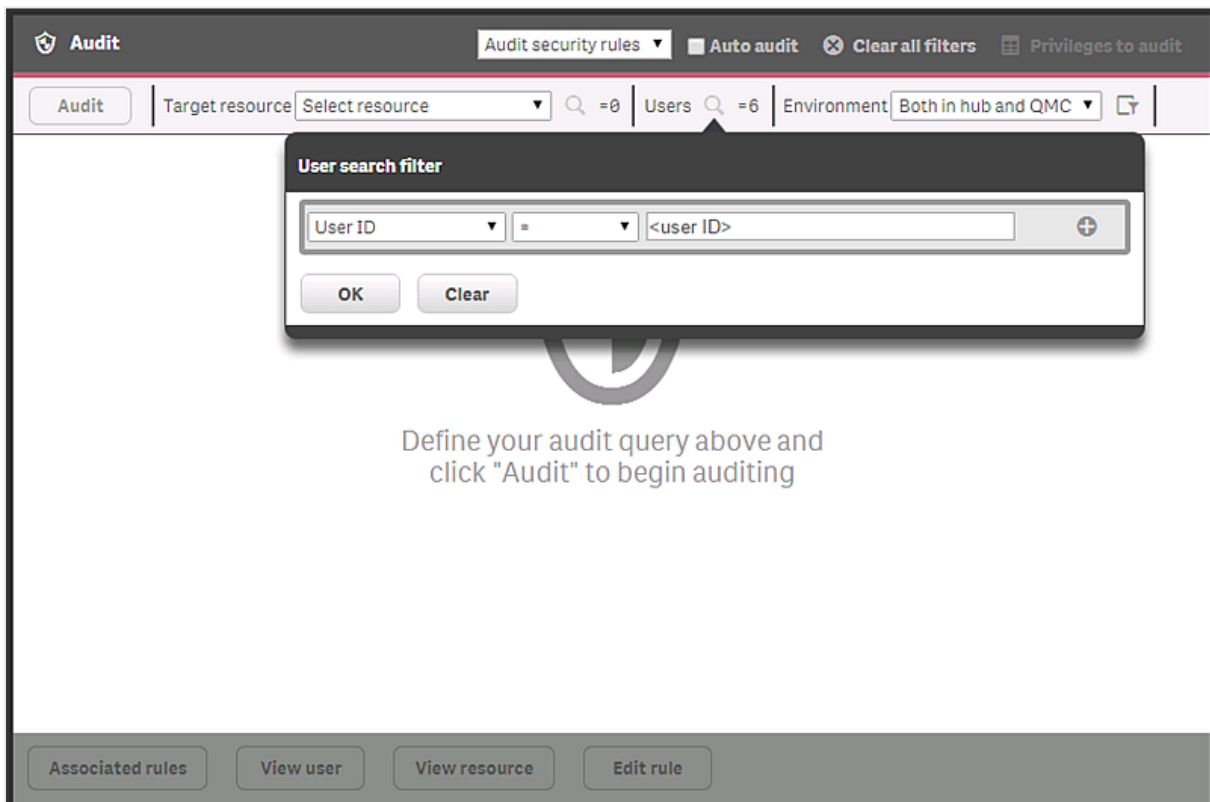 Audit
Audit security rules
Auto audit
Clear all filters
Privileges to audit
Audit
Target resource Select resource
=0
Users =6
Environment Both in hub and QMC
User search filter
User ID
=
<user ID>
OK
Clear
Define your audit query above and
click "Audit" to begin auditing
Associated rules
View user
View resource
Edit rule